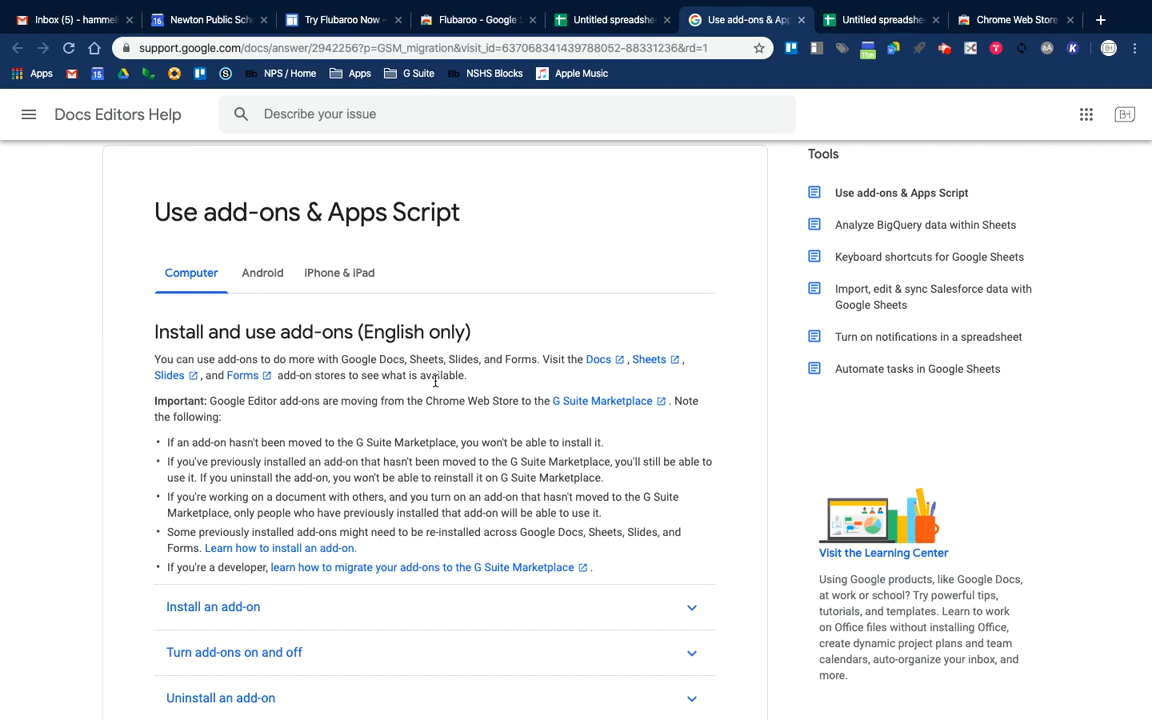 Inbox (5) - hammel
Newton Public Sch
Try Flubaroo Now -
Flubaroo - Google S
Untitled spreadshe
Use add-ons & App
Untitled spreadshe
Chrome Web Store
support.google.com/docs/answer/2942256?p=GSM_migration&visit_id=637068341439788052-88331236&rd=1
Apps
NPS / Home
Apps
G Suite
NSHS Blocks
Apple Music
Docs Editors Help
Describe your issue
BH
Use add-ons & Apps Script
Computer
Android
iPhone & iPad
Install and use add-ons (English only)
You can use add-ons to do more with Google Docs, Sheets, Slides, and Forms. Visit the Docs , Sheets ,
Slides , and Forms add-on stores to see what is available.
Important: Google Editor add-ons are moving from the Chrome Web Store to the G Suite Marketplace . Note
the following:
• If an add-on hasn't been moved to the G Suite Marketplace, you won't be able to install it.
• If you've previously installed an add-on that hasn't been moved to the G Suite Marketplace, you'll still be able to
use it. If you uninstall the add-on, you won't be able to reinstall it on G Suite Marketplace.
• If you're working on a document with others, and you turn on an add-on that hasn't moved to the G Suite
Marketplace, only people who have previously installed that add-on will be able to use it.
• Some previously installed add-ons might need to be re-installed across Google Docs, Sheets, Slides, and
Forms. Learn how to install an add-on.
• If you're a developer, learn how to migrate your add-ons to the G Suite Marketplace .
Install an add-on
Turn add-ons on and off
Uninstall an add-on
Tools
Use add-ons & Apps Script
Analyze BigQuery data within Sheets
Keyboard shortcuts for Google Sheets
Import, edit & sync Salesforce data with
Google Sheets
Turn on notifications in a spreadsheet
Automate tasks in Google Sheets
Visit the Learning Center
Using Google products, like Google Docs,
at work or school? Try powerful tips,
tutorials, and templates. Learn to work
on Office files without installing Office,
create dynamic project plans and team
calendars, auto-organize your inbox, and
more.